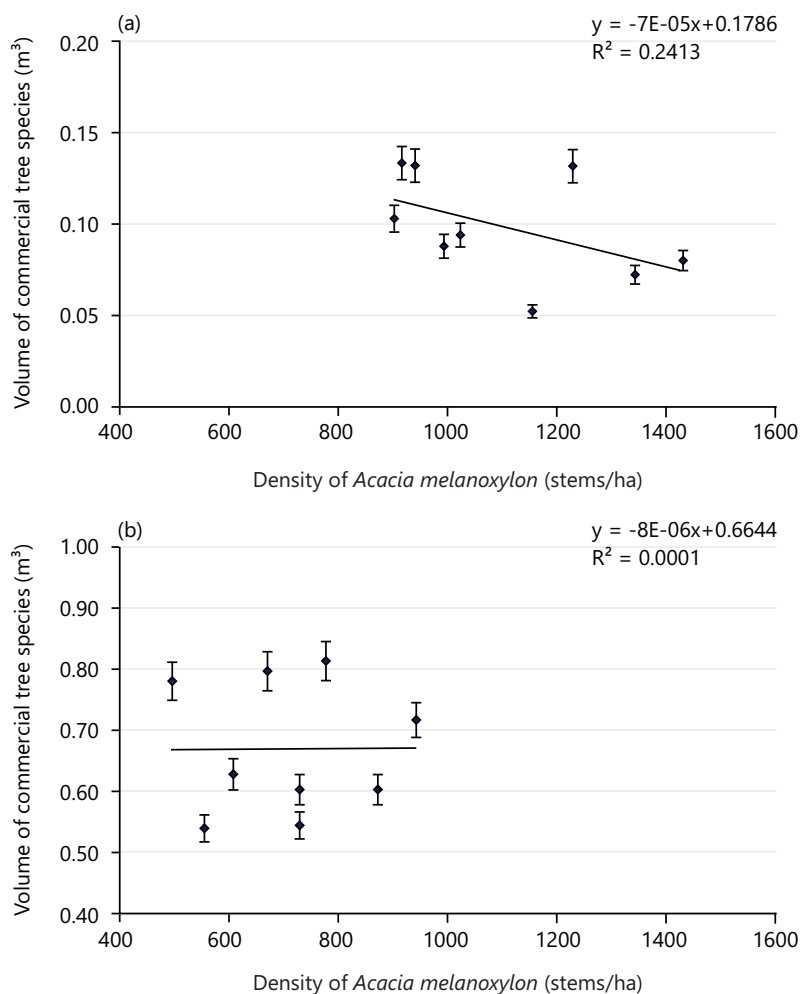 (a)
y = -7E-05x+0.1786
R² = 0.2413
Volume of commercial tree species (m³)
0.20
0.15
0.10
0.05
0.00
400 600 800 1000 1200 1400 1600
Density of Acacia melanoxylon (stems/ha)
(b)
y = -8E-06x+0.6644
R² = 0.0001
Volume of commercial tree species (m³)
1.00
0.90
0.80
0.70
0.60
0.50
0.40
400 600 800 1000 1200 1400 1600
Density of Acacia melanoxylon (stems/ha)